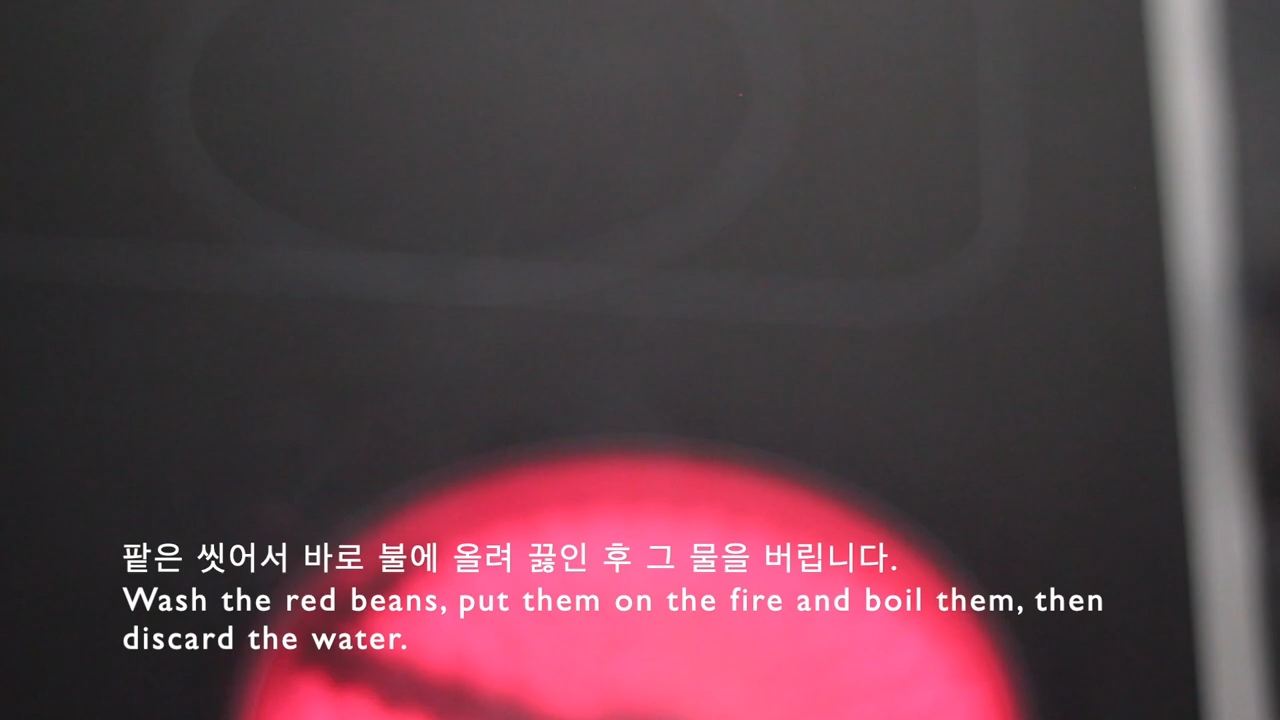 팥은 씻어서 바로 불에 올려 끓인 후 그 물을 버립니다.
Wash the red beans, put them on the fire and boil them, then
discard the water.